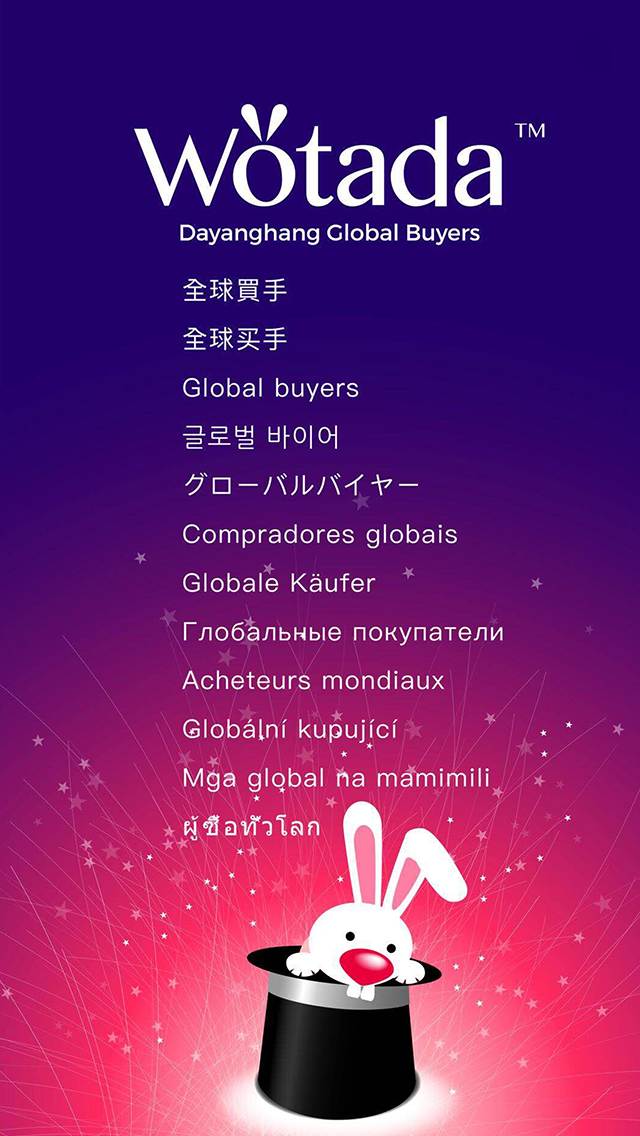 Wotada™
Dayanghang Global Buyers
全球買手
全球买手
Global buyers
글로벌 바이어
グローバルバイヤー
Compradores globais
Globale Käufer
Глобальные покупатели
Acheteurs mondiaux
Globální kupující
Mga global na mamimili
ผู้ซื้อทั่วโลก